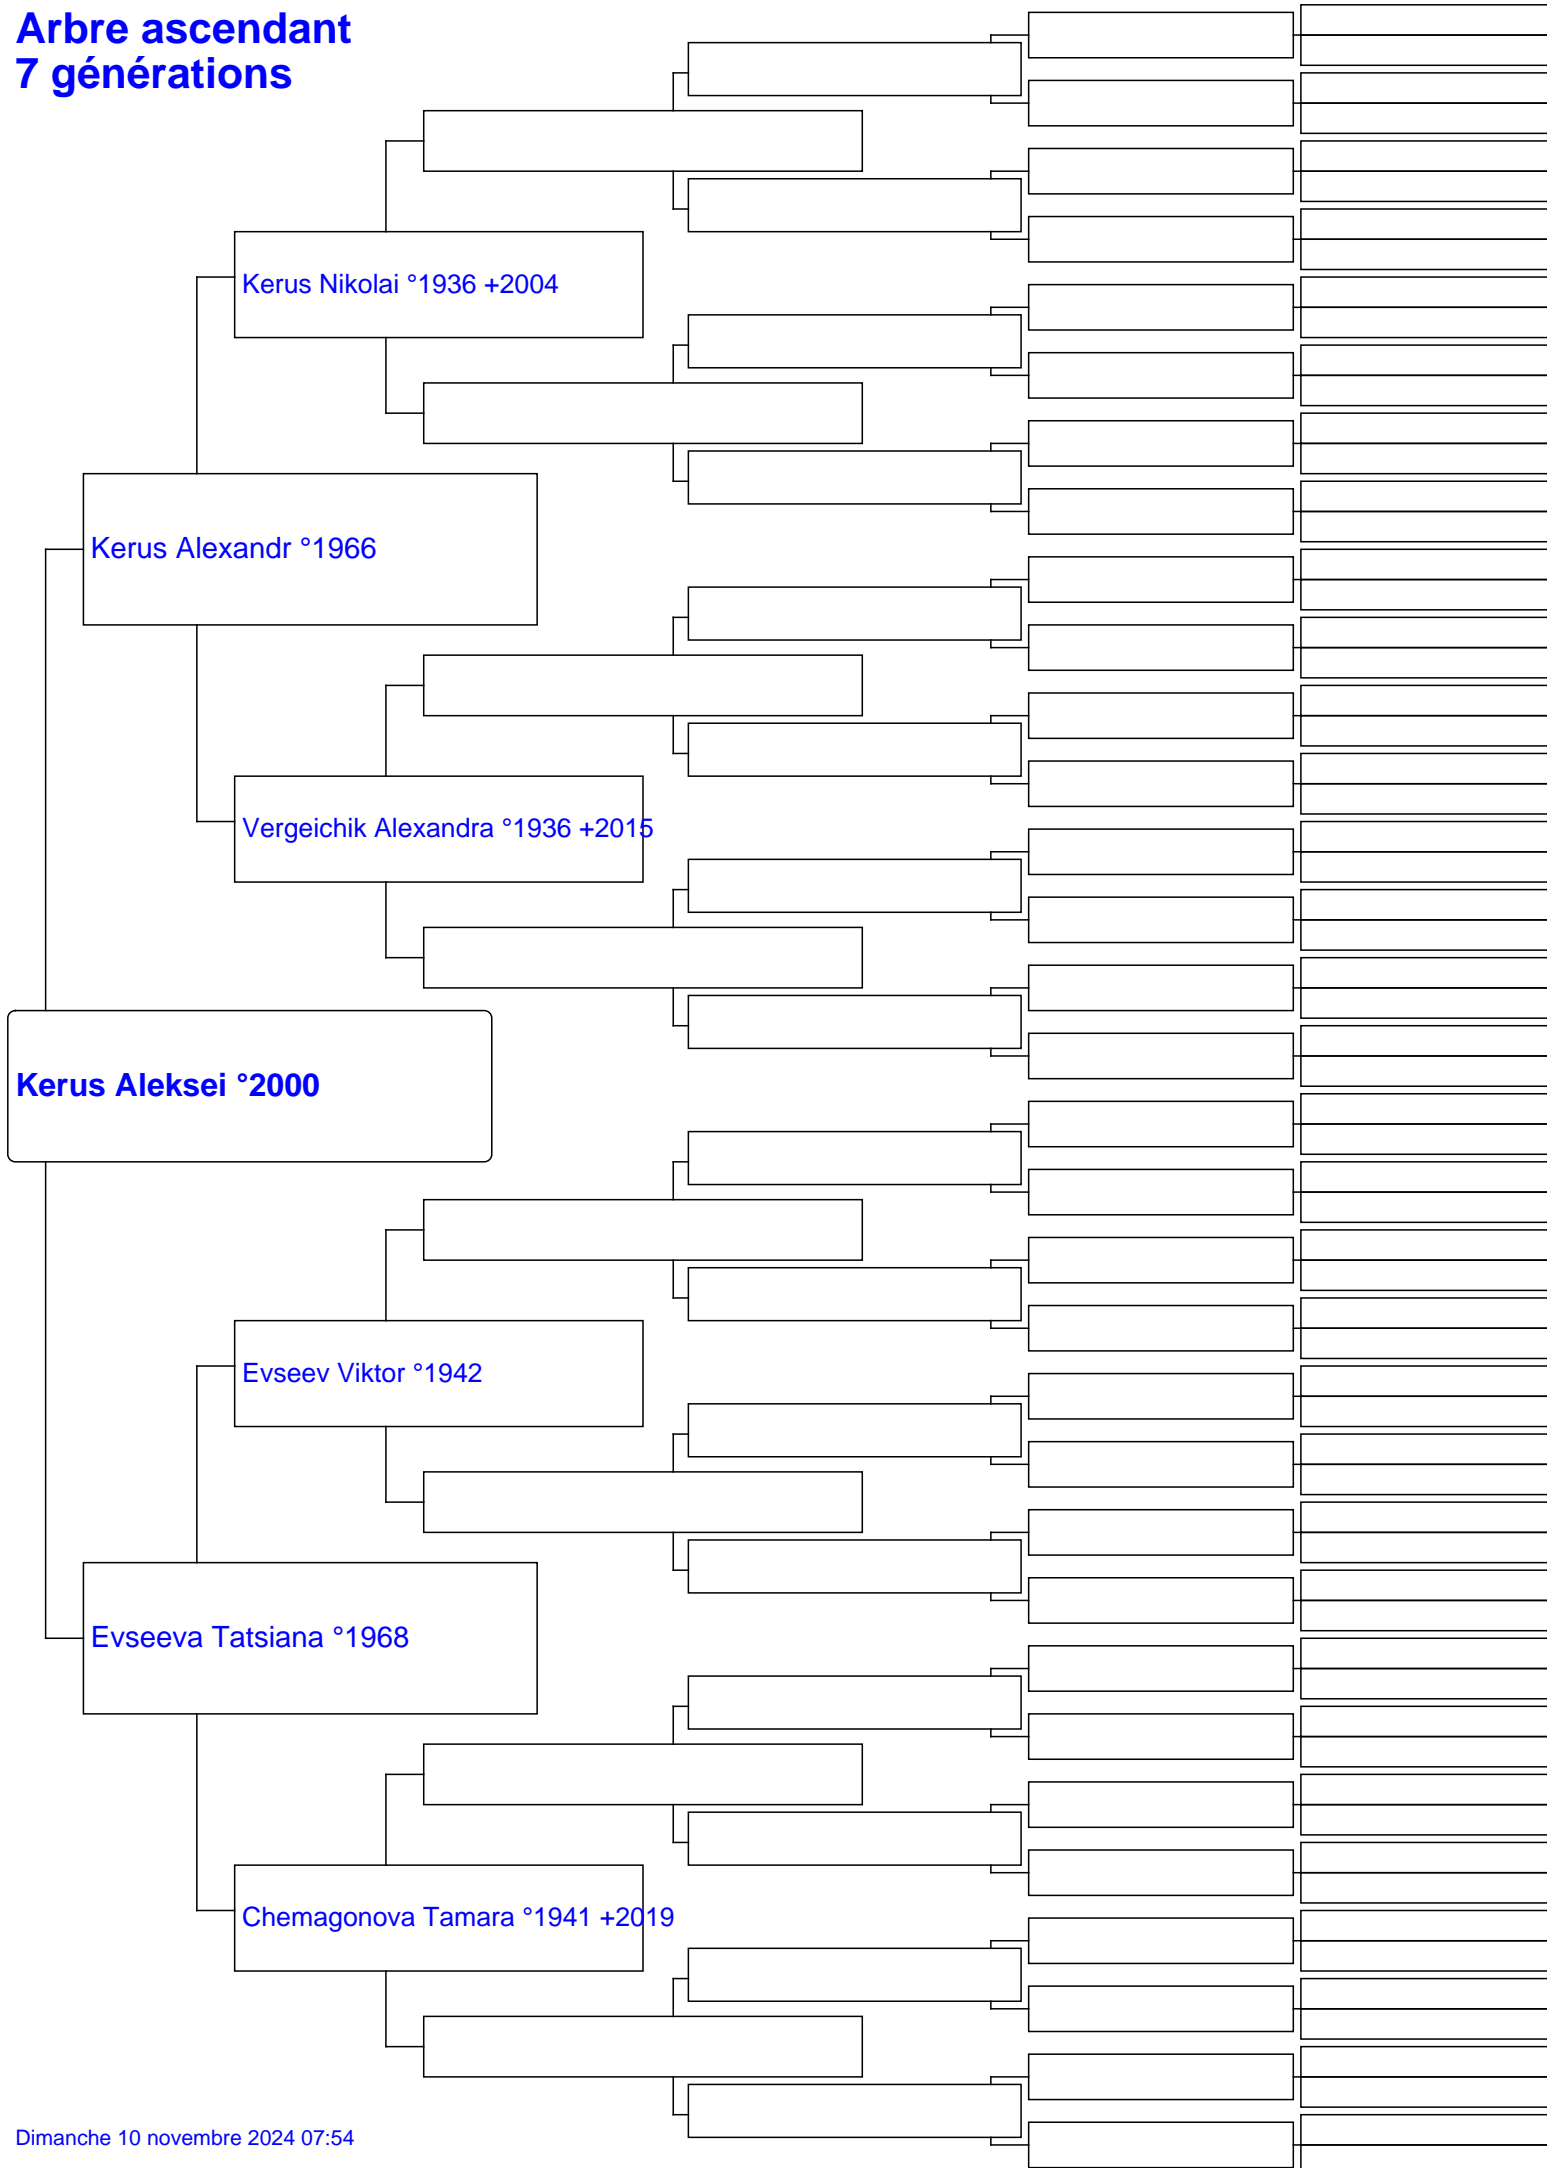 Arbre ascendant
7 générations
Kerus Nikolai °1936 +2004
Kerus Alexandr °1966
Vergeichik Alexandra °1936 +2015
Kerus Aleksei °2000
Evseev Viktor °1942
Evseeva Tatsiana °1968
Chemagonova Tamara °1941 +2019
Dimanche 10 novembre 2024 07:54